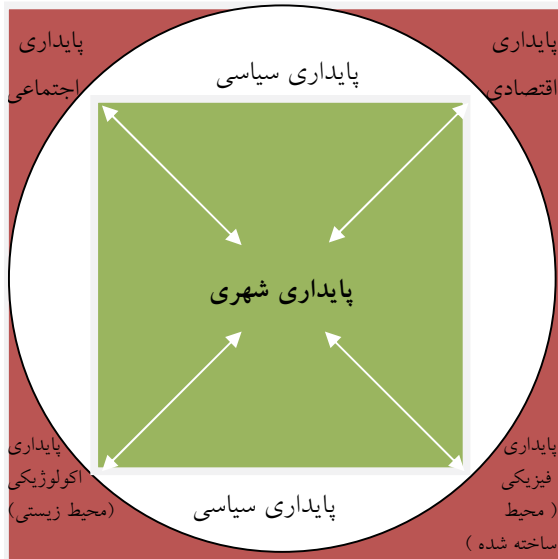 پایداری
اقتصادی
پایداری
اجتماعی
پایداری سیاسی
پایداری شهری
پایداری
فیزیکی
( محیط
ساخته شده )
پایداری
اکولوژیکی
(محیط زیستی)
پایداری سیاسی